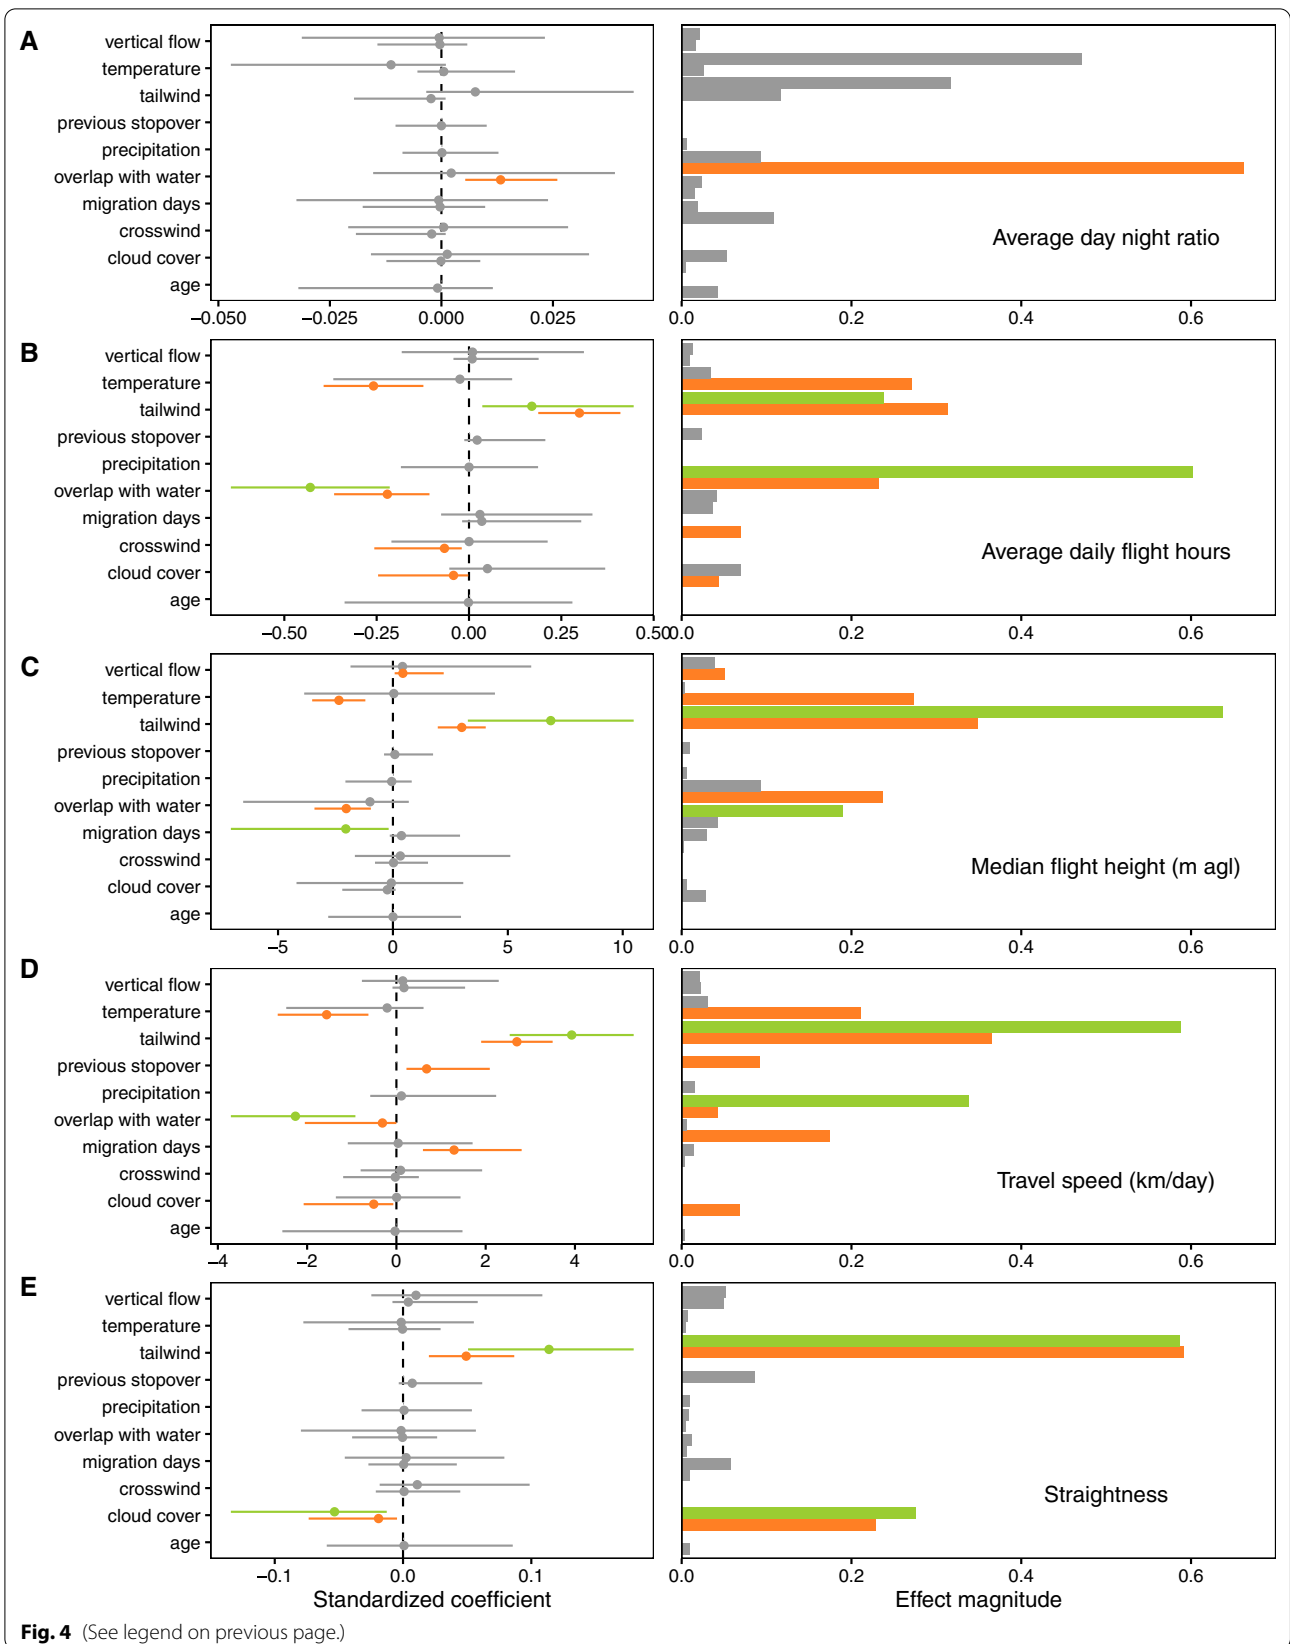 A
vertical flow
temperature
tailwind
previous stopover
precipitation
overlap with water
migration days
crosswind
cloud cover
age
Average day night ratio
−0.050 −0.025 0.000 0.025 0.0 0.2 0.4 0.6
B
vertical flow
temperature
tailwind
previous stopover
precipitation
overlap with water
migration days
crosswind
cloud cover
age
Average daily flight hours
−0.50 −0.25 0.00 0.25 0.50 0.0 0.2 0.4 0.6
C
vertical flow
temperature
tailwind
previous stopover
precipitation
overlap with water
migration days
crosswind
cloud cover
age
Median flight height (m agl)
−5 0 5 10 0.0 0.2 0.4 0.6
D
vertical flow
temperature
tailwind
previous stopover
precipitation
overlap with water
migration days
crosswind
cloud cover
age
Travel speed (km/day)
−4 −2 0 2 4 0.0 0.2 0.4 0.6
E
vertical flow
temperature
tailwind
previous stopover
precipitation
overlap with water
migration days
crosswind
cloud cover
age
Straightness
−0.1 0.0 0.1 0.0 0.2 0.4 0.6
Standardized coefficient Effect magnitude
Fig. 4 (See legend on previous page.)